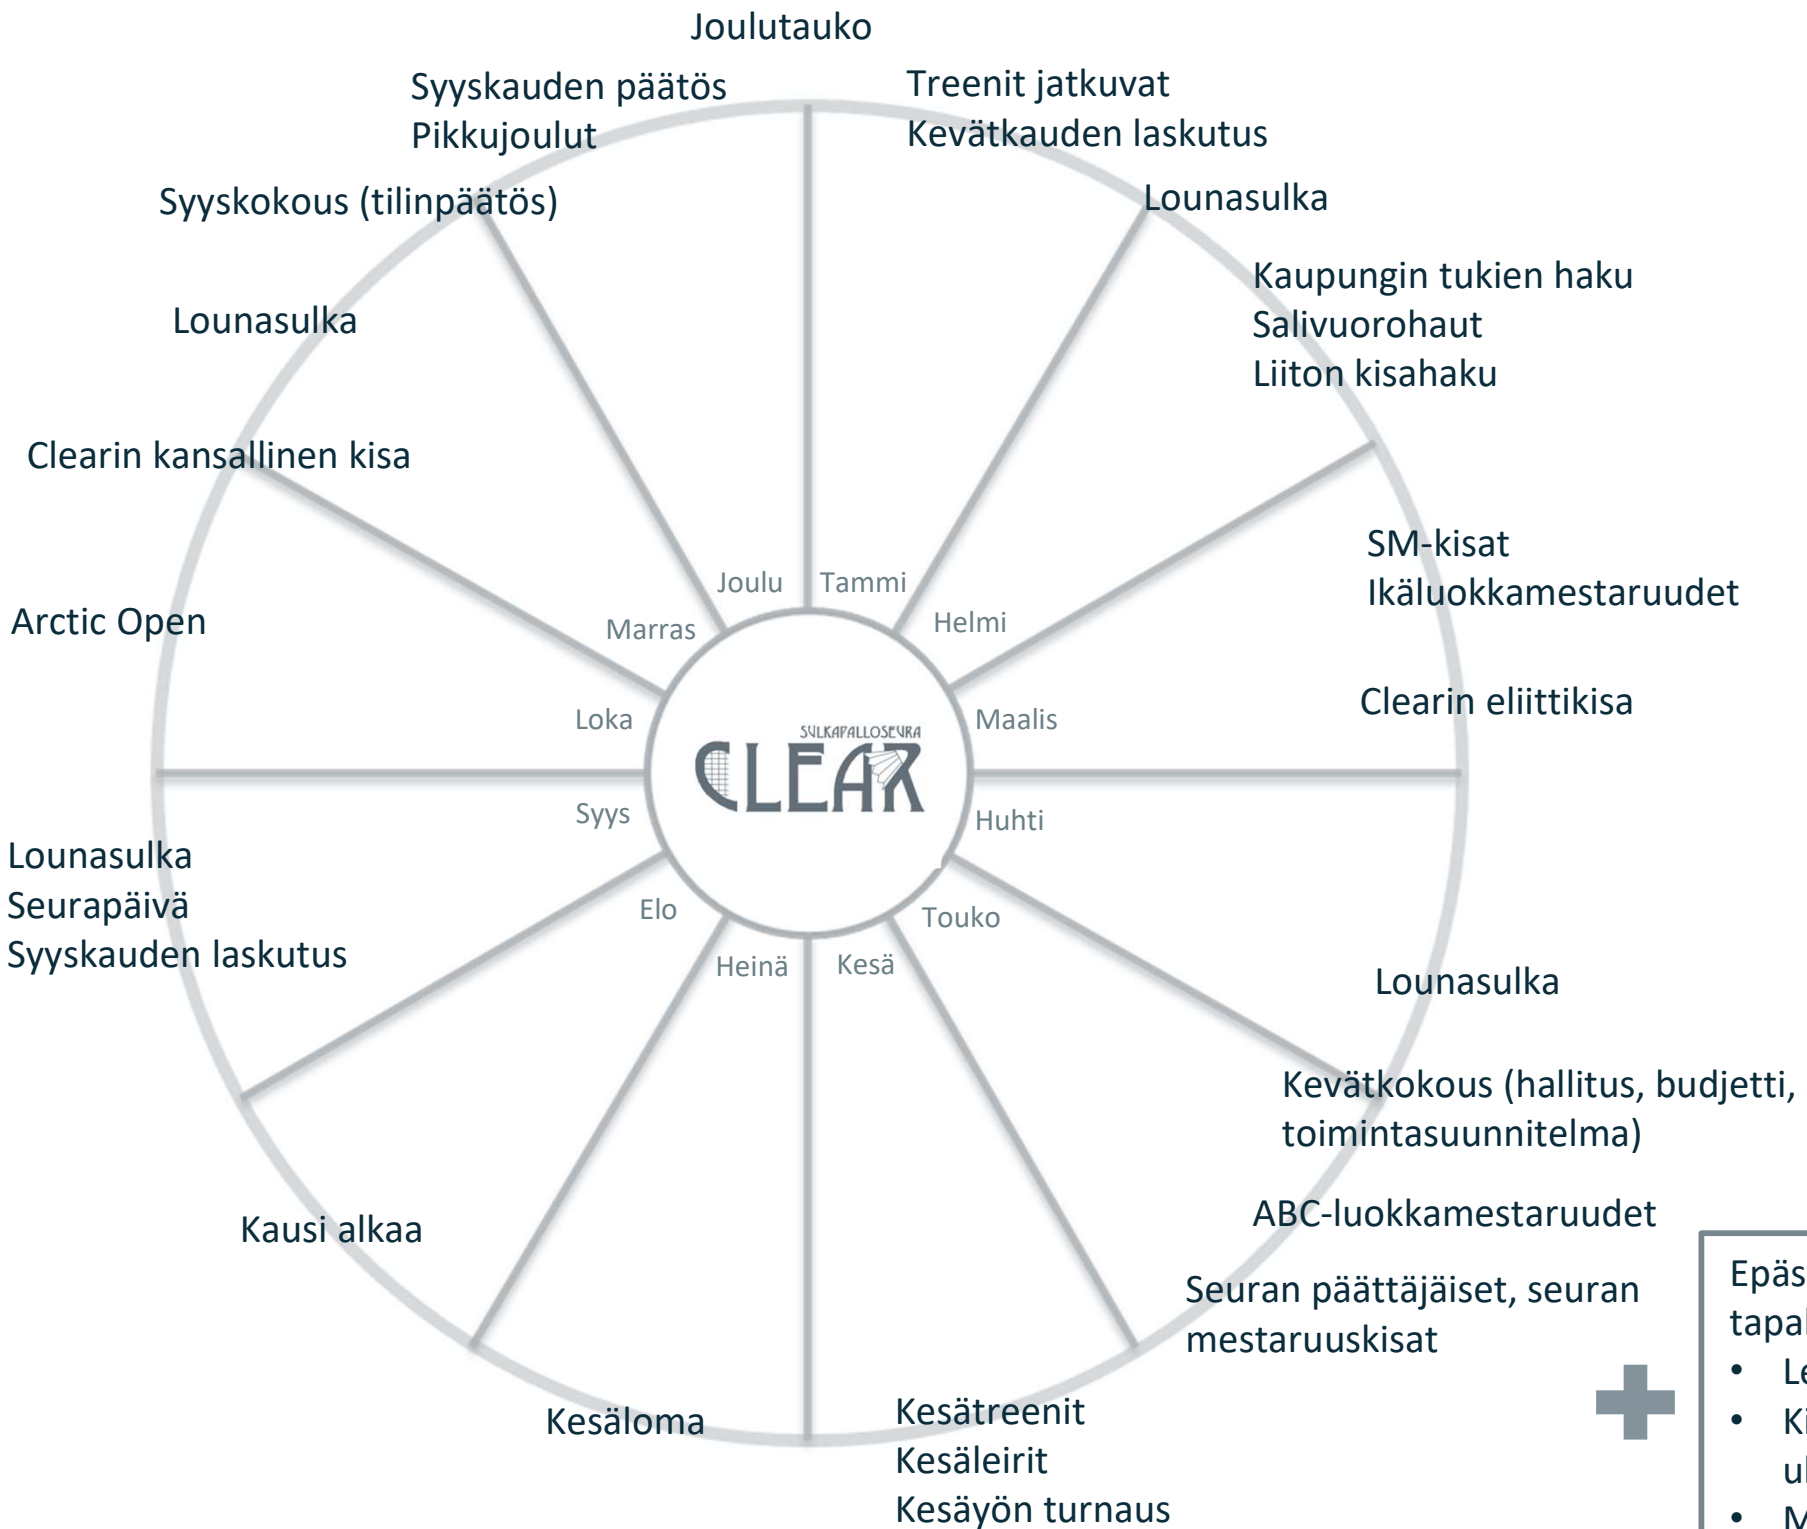 Joulutauko
Syyskauden päätös
Pikkujoulut
Treenit jatkuvat
Kevätkauden laskutus
Syyskokous (tilinpäätös)
Lounasulka
Lounasulka
Kaupungin tukien haku
Salivuorohaut
Liiton kisahaku
Clearin kansallinen kisa
SM-kisat
Ikäluokkamestaruudet
Arctic Open
Clearin eliittikisa
Joulu
Tammi
Marras
Helmi
Loka
Maalis
SULKAPALLOSEURA
CLEAR
Syys
Huhti
Elo
Touko
Heinä
Kesä
Lounasulka
Seurapäivä
Syyskauden laskutus
Lounasulka
Kevätkokous (hallitus, budjetti,
toimintasuunnitelma)
ABC-luokkamestaruudet
Kausi alkaa
Seuran päättäjäiset, seuran
mestaruuskisat
Kesäloma
Kesätreenit
Kesäleirit
Kesäyön turnaus